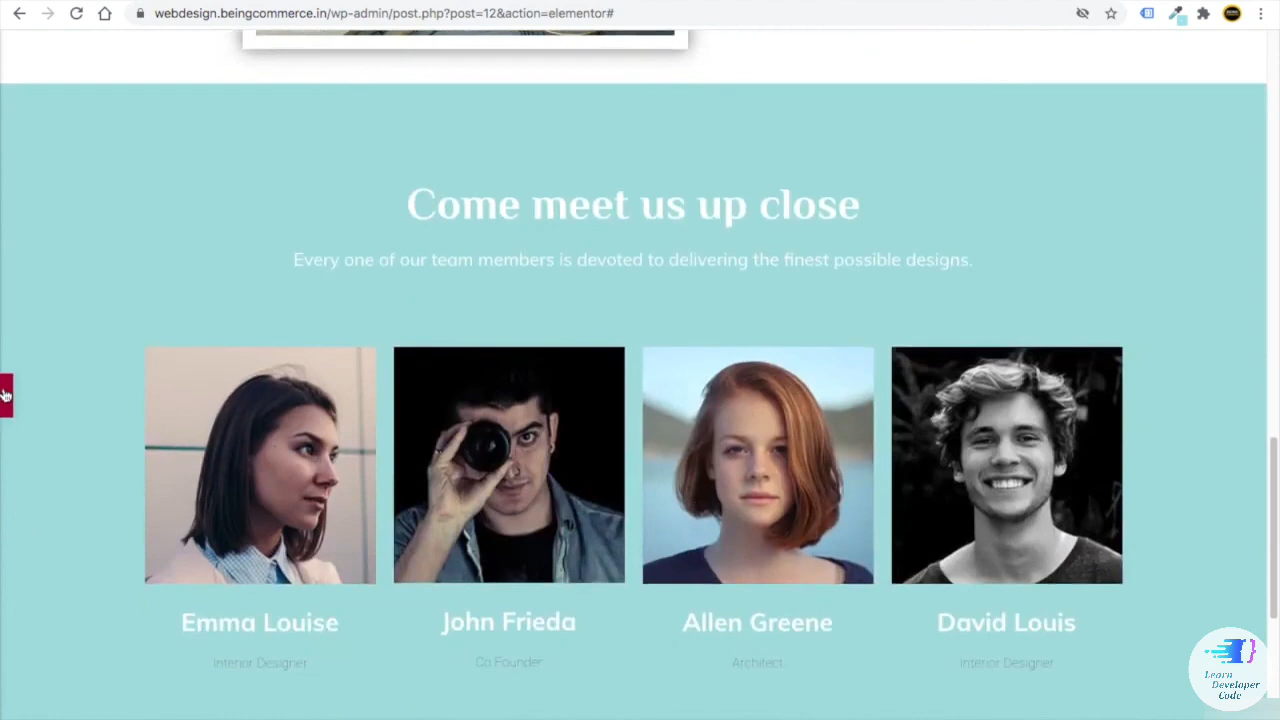 webdesign.beingcommerce.in/wp-admin/post.php?post=12&action=elementor#
Come meet us up close
Every one of our team members is devoted to delivering the finest possible designs.
Emma Louise
John Frieda
Allen Greene
David Louis
Interior Designer
Co Founder
Architect
Interior Designer
Learn
Developer
Code